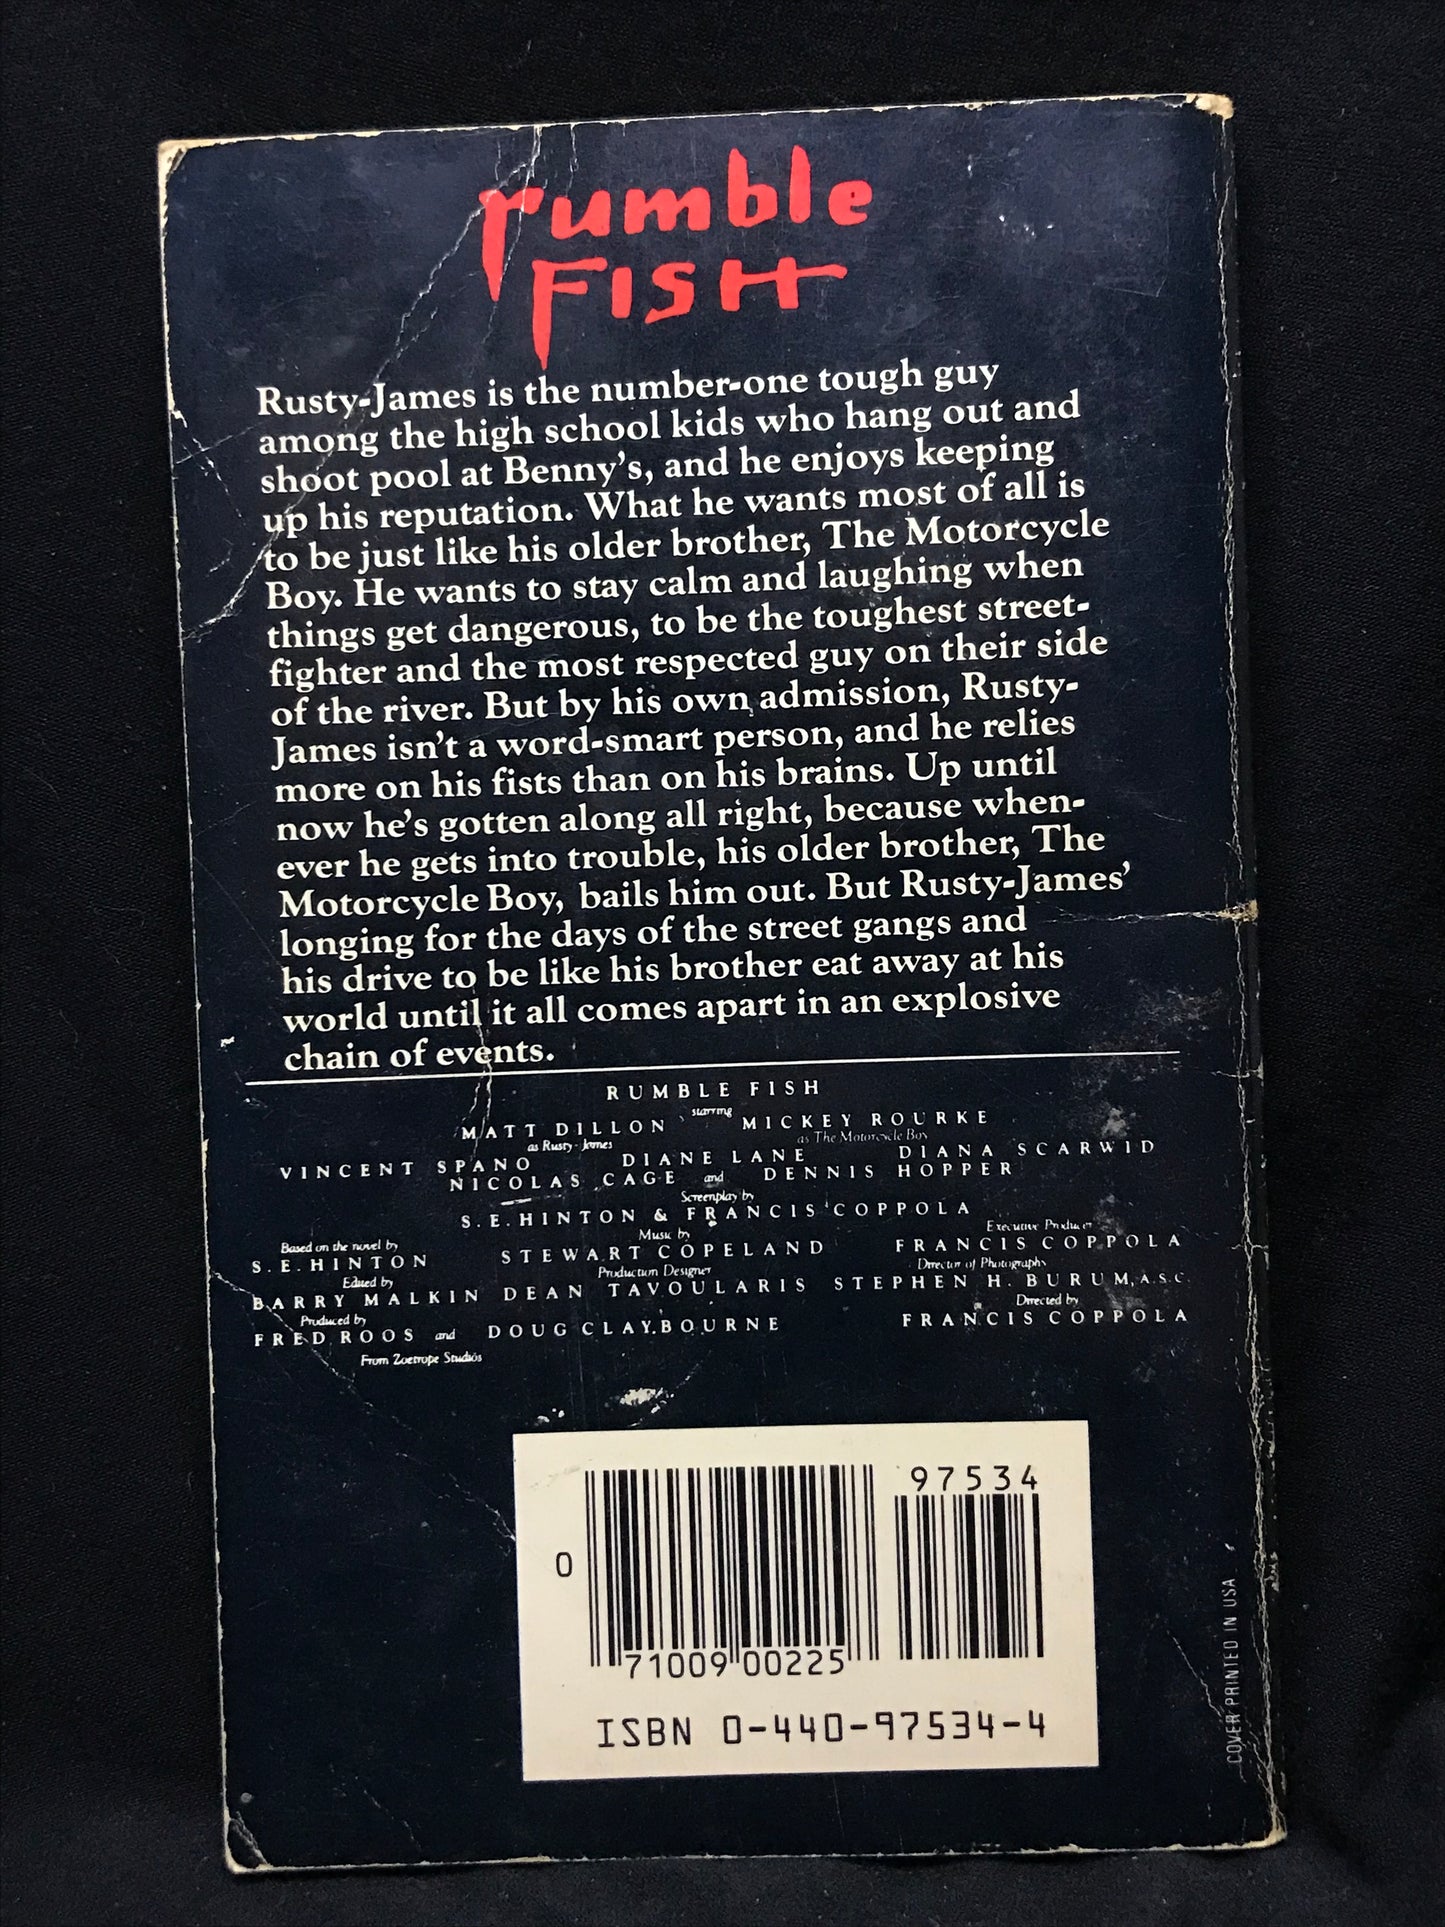 rumble
FISH
Rusty-James is the number-one tough guy
among the high school kids who hang out and
shoot pool at Benny's, and he enjoys keeping
up his reputation. What he wants most of all is
to be just like his older brother, The Motorcycle
Boy. He wants to stay calm and laughing when
things get dangerous, to be the toughest street-
fighter and the most respected guy on their side
of the river. But by his own admission, Rusty-
James isn't a word-smart person, and he relies
more on his fists than on his brains. Up until
now he's gotten along all right, because when-
ever he gets into trouble, his older brother, The
Motorcycle Boy, bails him out. But Rusty-James'
longing for the days of the street gangs and
his drive to be like his brother eat away at his
world until it all comes apart in an explosive
chain of events.
RUMBLE FISH
starring
MATT DILLON MICKEY ROURKE
as Rusty-James as The Motorcycle Boy
VINCENT SPANO DIANE LANE DIANA SCARWID
NICOLAS CAGE and DENNIS HOPPER
Screenplay by
S.E.HINTON & FRANCIS COPPOLA
Based on the novel by Music by Executive Producer
S.E.HINTON STEWART COPELAND FRANCIS COPPOLA
Edited by Production Designer Director of Photography
BARRY MALKIN DEAN TAVOULARIS STEPHEN H. BURUM, A.S.C.
Produced by Directed by
FRED ROOS and DOUG CLAYBOURNE FRANCIS COPPOLA
From Zoetrope Studios
97534
0
71009 00225
ISBN 0-440-97534-4
COVER PRINTED IN USA